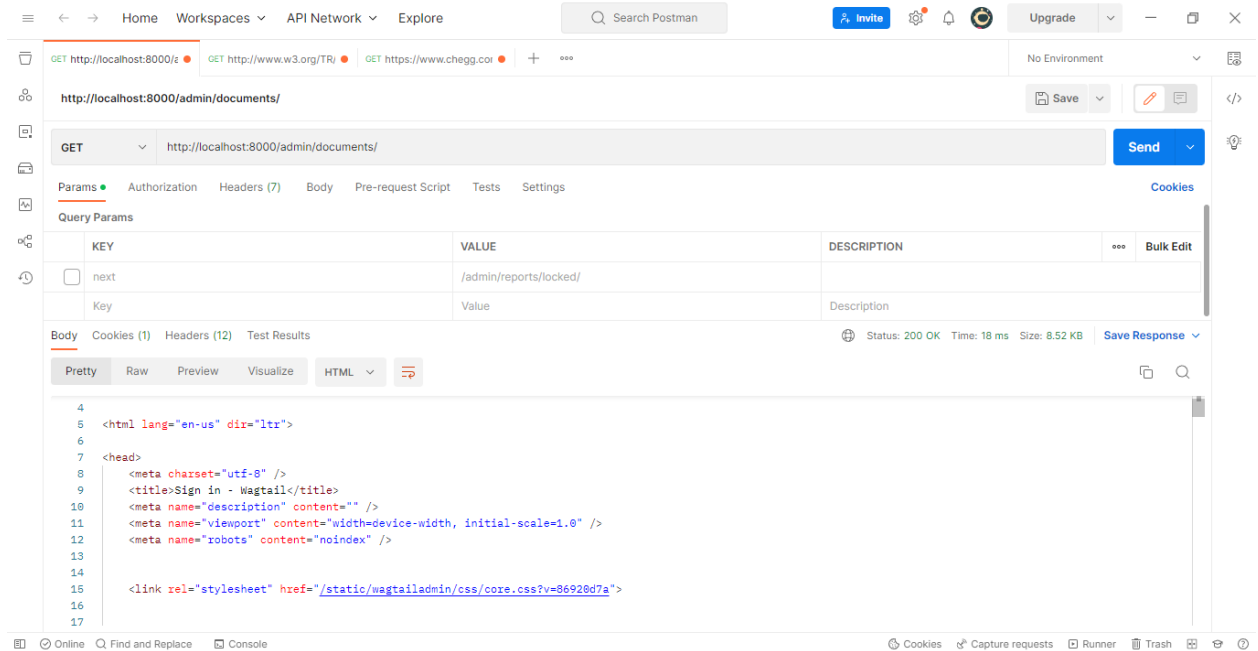 Home Workspaces API Network Explore Search Postman Invite Upgrade
GET http://localhost:8000/a GET http://www.w3.org/TR/ GET https://www.chegg.cor No Environment
http://localhost:8000/admin/documents/ Save
GET http://localhost:8000/admin/documents/ Send
Params Authorization Headers (7) Body Pre-request Script Tests Settings Cookies
Query Params
KEY VALUE DESCRIPTION Bulk Edit
next /admin/reports/locked/
Key Value Description
Body Cookies (1) Headers (12) Test Results Status: 200 OK Time: 18 ms Size: 8.52 KB Save Response
Pretty Raw Preview Visualize HTML
4
5 <html lang="en-us" dir="ltr">
6
7 <head>
8 <meta charset="utf-8" />
9 <title>Sign in - Wagtail</title>
10 <meta name="description" content="" />
11 <meta name="viewport" content="width=device-width, initial-scale=1.0" />
12 <meta name="robots" content="noindex" />
13
14
15 <link rel="stylesheet" href="/static/wagtailadmin/css/core.css?v=86920d7a">
16
17
Online Find and Replace Console Cookies Capture requests Runner Trash